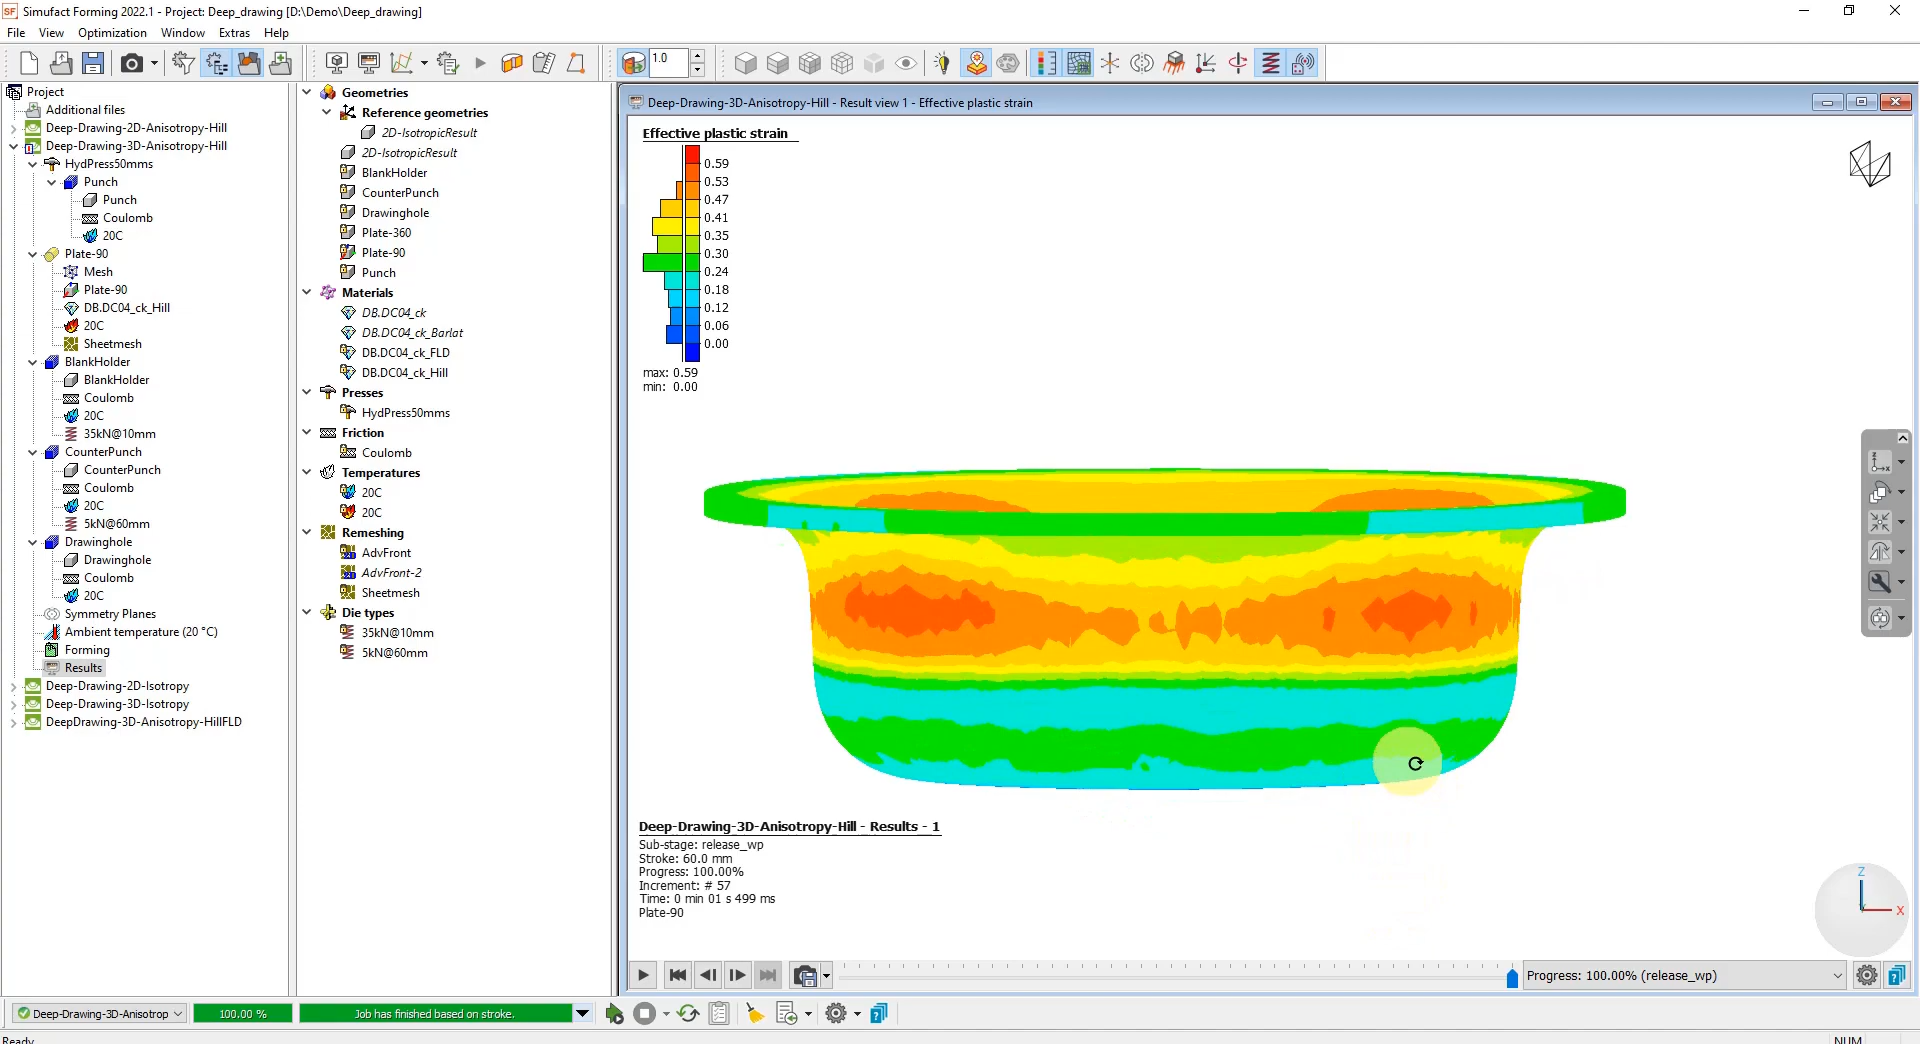 Simufact Forming 2022.1 - Project: Deep_drawing [D:\Demo\Deep_drawing]
File View Optimization Window Extras Help
1.0
Project
Additional files
Deep-Drawing-2D-Anisotropy-Hill
Deep-Drawing-3D-Anisotropy-Hill
HydPress50mms
Punch
Punch
Coulomb
20C
Plate-90
Mesh
Plate-90
DB.DC04_ck_Hill
20C
Sheetmesh
BlankHolder
BlankHolder
Coulomb
20C
35kN@10mm
CounterPunch
CounterPunch
Coulomb
20C
5kN@60mm
Drawinghole
Drawinghole
Coulomb
20C
Symmetry Planes
Ambient temperature (20 °C)
Forming
Results
Deep-Drawing-2D-Isotropy
Deep-Drawing-3D-Isotropy
DeepDrawing-3D-Anisotropy-HillFLD
Geometries
Reference geometries
2D-IsotropicResult
2D-IsotropicResult
BlankHolder
CounterPunch
Drawinghole
Plate-360
Plate-90
Punch
Materials
DB.DC04_ck
DB.DC04_ck_Barlat
DB.DC04_ck_FLD
DB.DC04_ck_Hill
Presses
HydPress50mms
Friction
Coulomb
Temperatures
20C
20C
Remeshing
AdvFront
AdvFront-2
Sheetmesh
Die types
35kN@10mm
5kN@60mm
Deep-Drawing-3D-Anisotropy-Hill - Result view 1 - Effective plastic strain
Effective plastic strain
0.59
0.53
0.47
0.41
0.35
0.30
0.24
0.18
0.12
0.06
0.00
max: 0.59
min: 0.00
Deep-Drawing-3D-Anisotropy-Hill - Results - 1
Sub-stage: release_wp
Stroke: 60.0 mm
Progress: 100.00%
Increment: # 57
Time: 0 min 01 s 499 ms
Plate-90
Z
X
Progress: 100.00% (release_wp)
Deep-Drawing-3D-Anisotrop
100.00 %
Job has finished based on stroke.
Ready
NUM